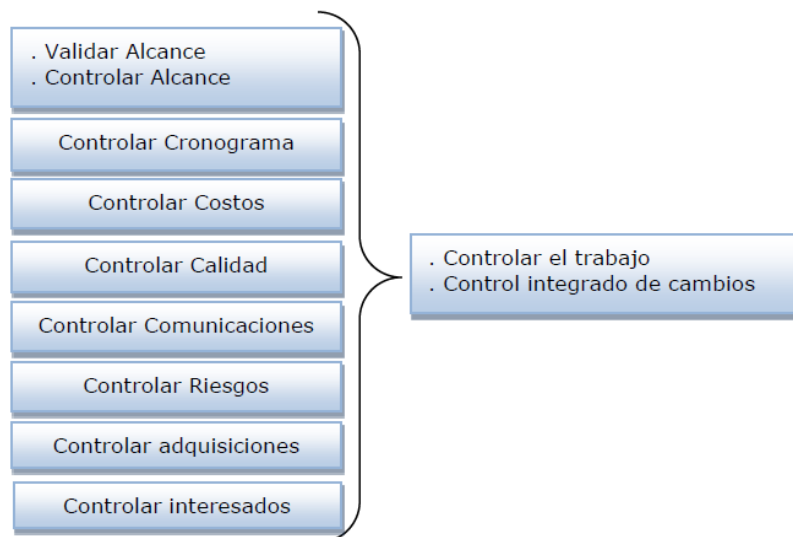 . Validar Alcance
. Controlar Alcance
Controlar Cronograma
Controlar Costos
Controlar Calidad
Controlar Comunicaciones
Controlar Riesgos
Controlar adquisiciones
Controlar interesados
. Controlar el trabajo
. Control integrado de cambios